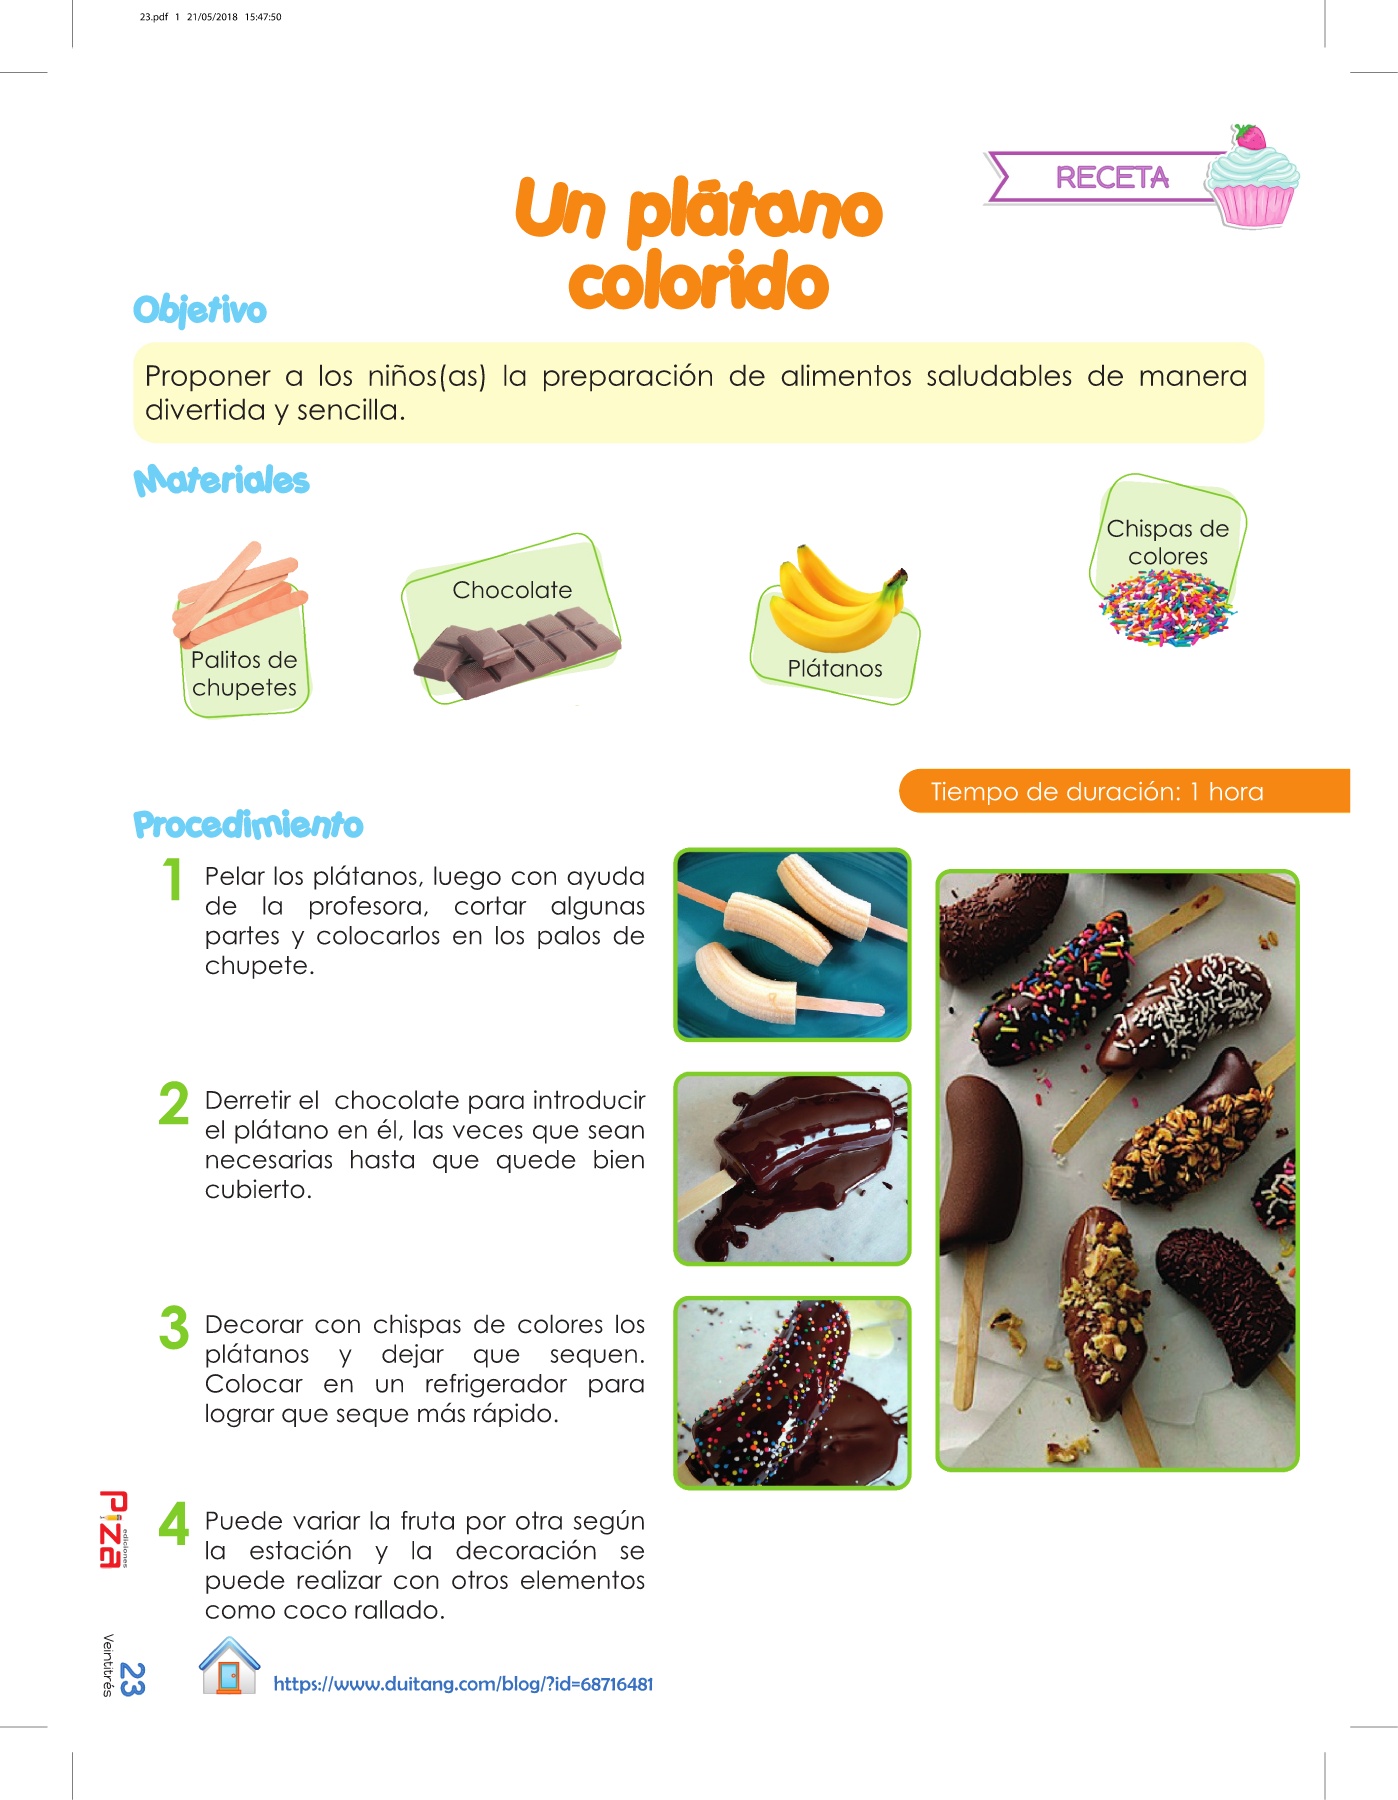 23.pdf 1 21/05/2018 15:47:50
RECETA
Un plátano
colorido
Objetivo
Proponer a los niños(as) la preparación de alimentos saludables de manera
divertida y sencilla.
Materiales
Palitos de
chupetes
Chocolate
Plátanos
Chispas de
colores
Tiempo de duración: 1 hora
Procedimiento
1
Pelar los plátanos, luego con ayuda
de la profesora, cortar algunas
partes y colocarlos en los palos de
chupete.
2
Derretir el chocolate para introducir
el plátano en él, las veces que sean
necesarias hasta que quede bien
cubierto.
3
Decorar con chispas de colores los
plátanos y dejar que sequen.
Colocar en un refrigerador para
lograr que seque más rápido.
4
Puede variar la fruta por otra según
la estación y la decoración se
puede realizar con otros elementos
como coco rallado.
https://www.duitang.com/blog/?id=68716481
Piza
ediciones
23
Veintitrés